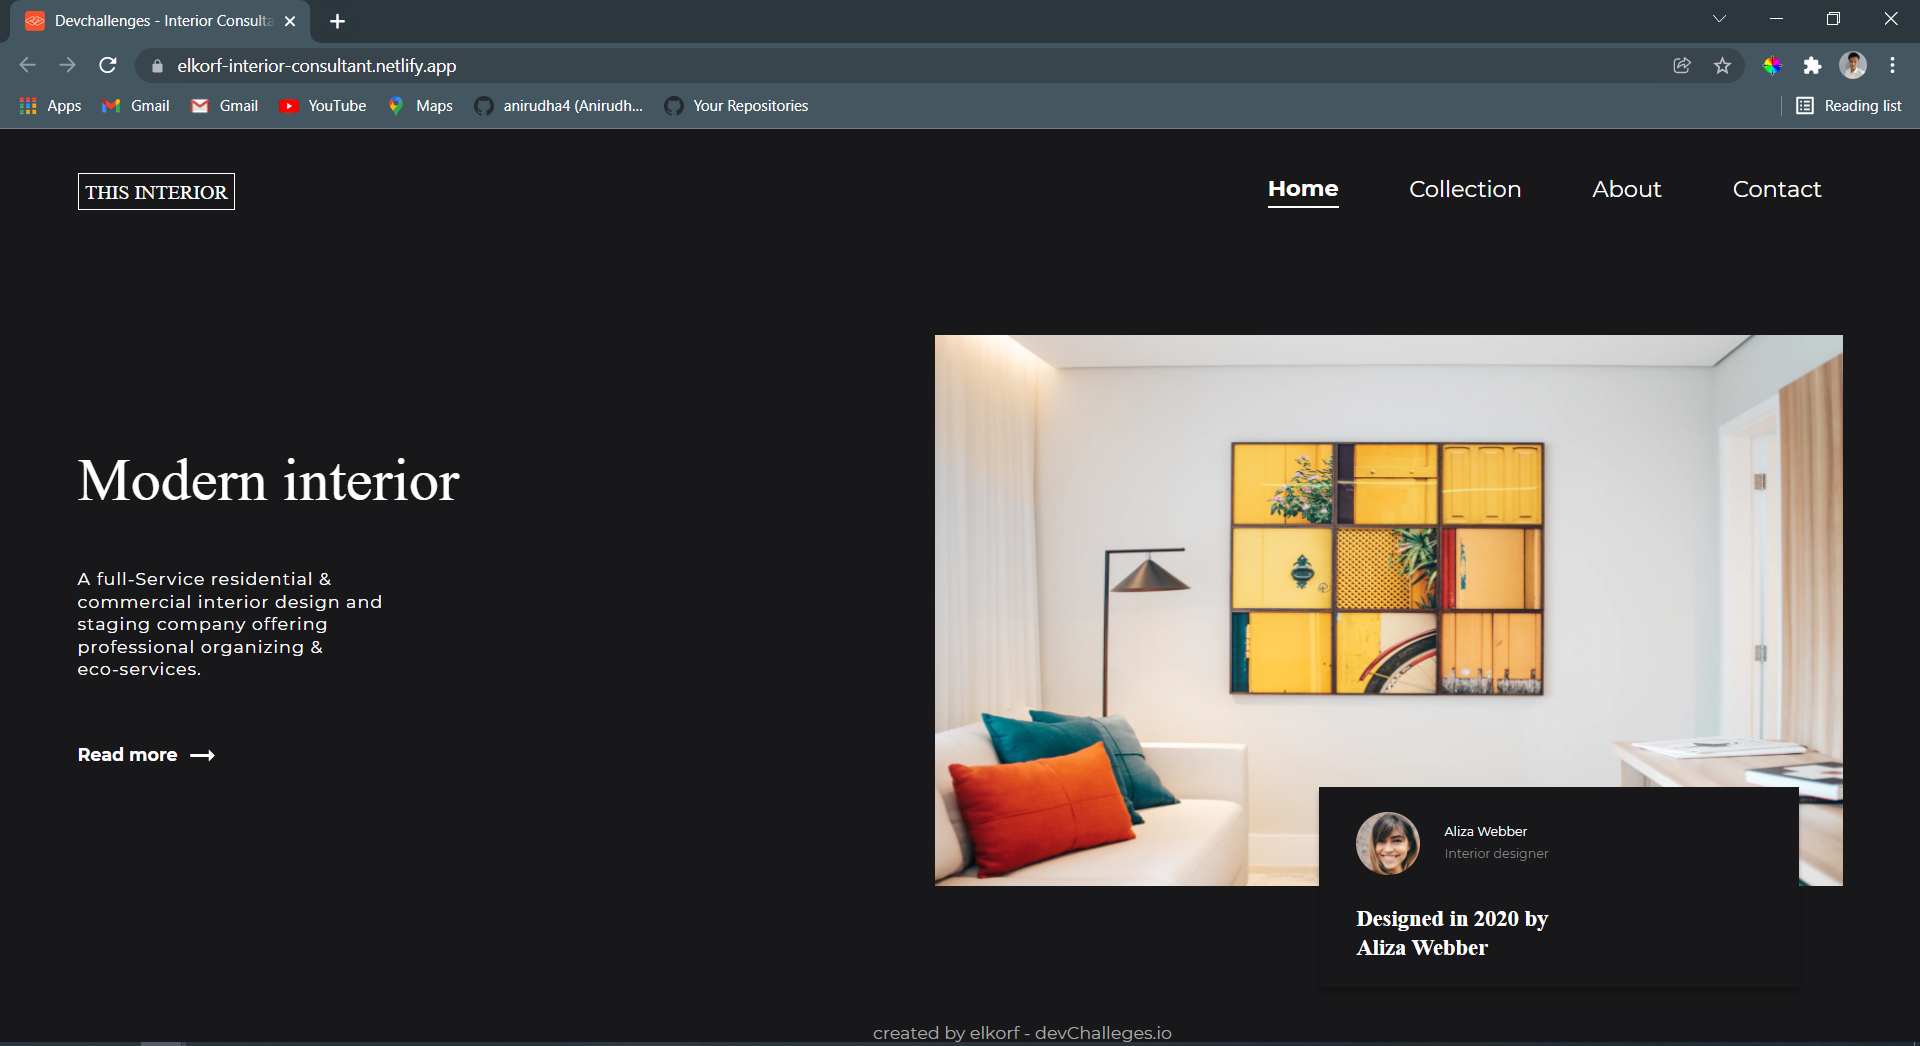 Devchallenges - Interior Consulta
elkorf-interior-consultant.netlify.app
Apps
Gmail
Gmail
YouTube
Maps
anirudha4 (Anirudh...
Your Repositories
Reading list
THIS INTERIOR
Home
Collection
About
Contact
Modern interior
A full-Service residential &
commercial interior design and
staging company offering
professional organizing &
eco-services.
Read more
Aliza Webber
Interior designer
Designed in 2020 by
Aliza Webber
created by elkorf - devChalleges.io